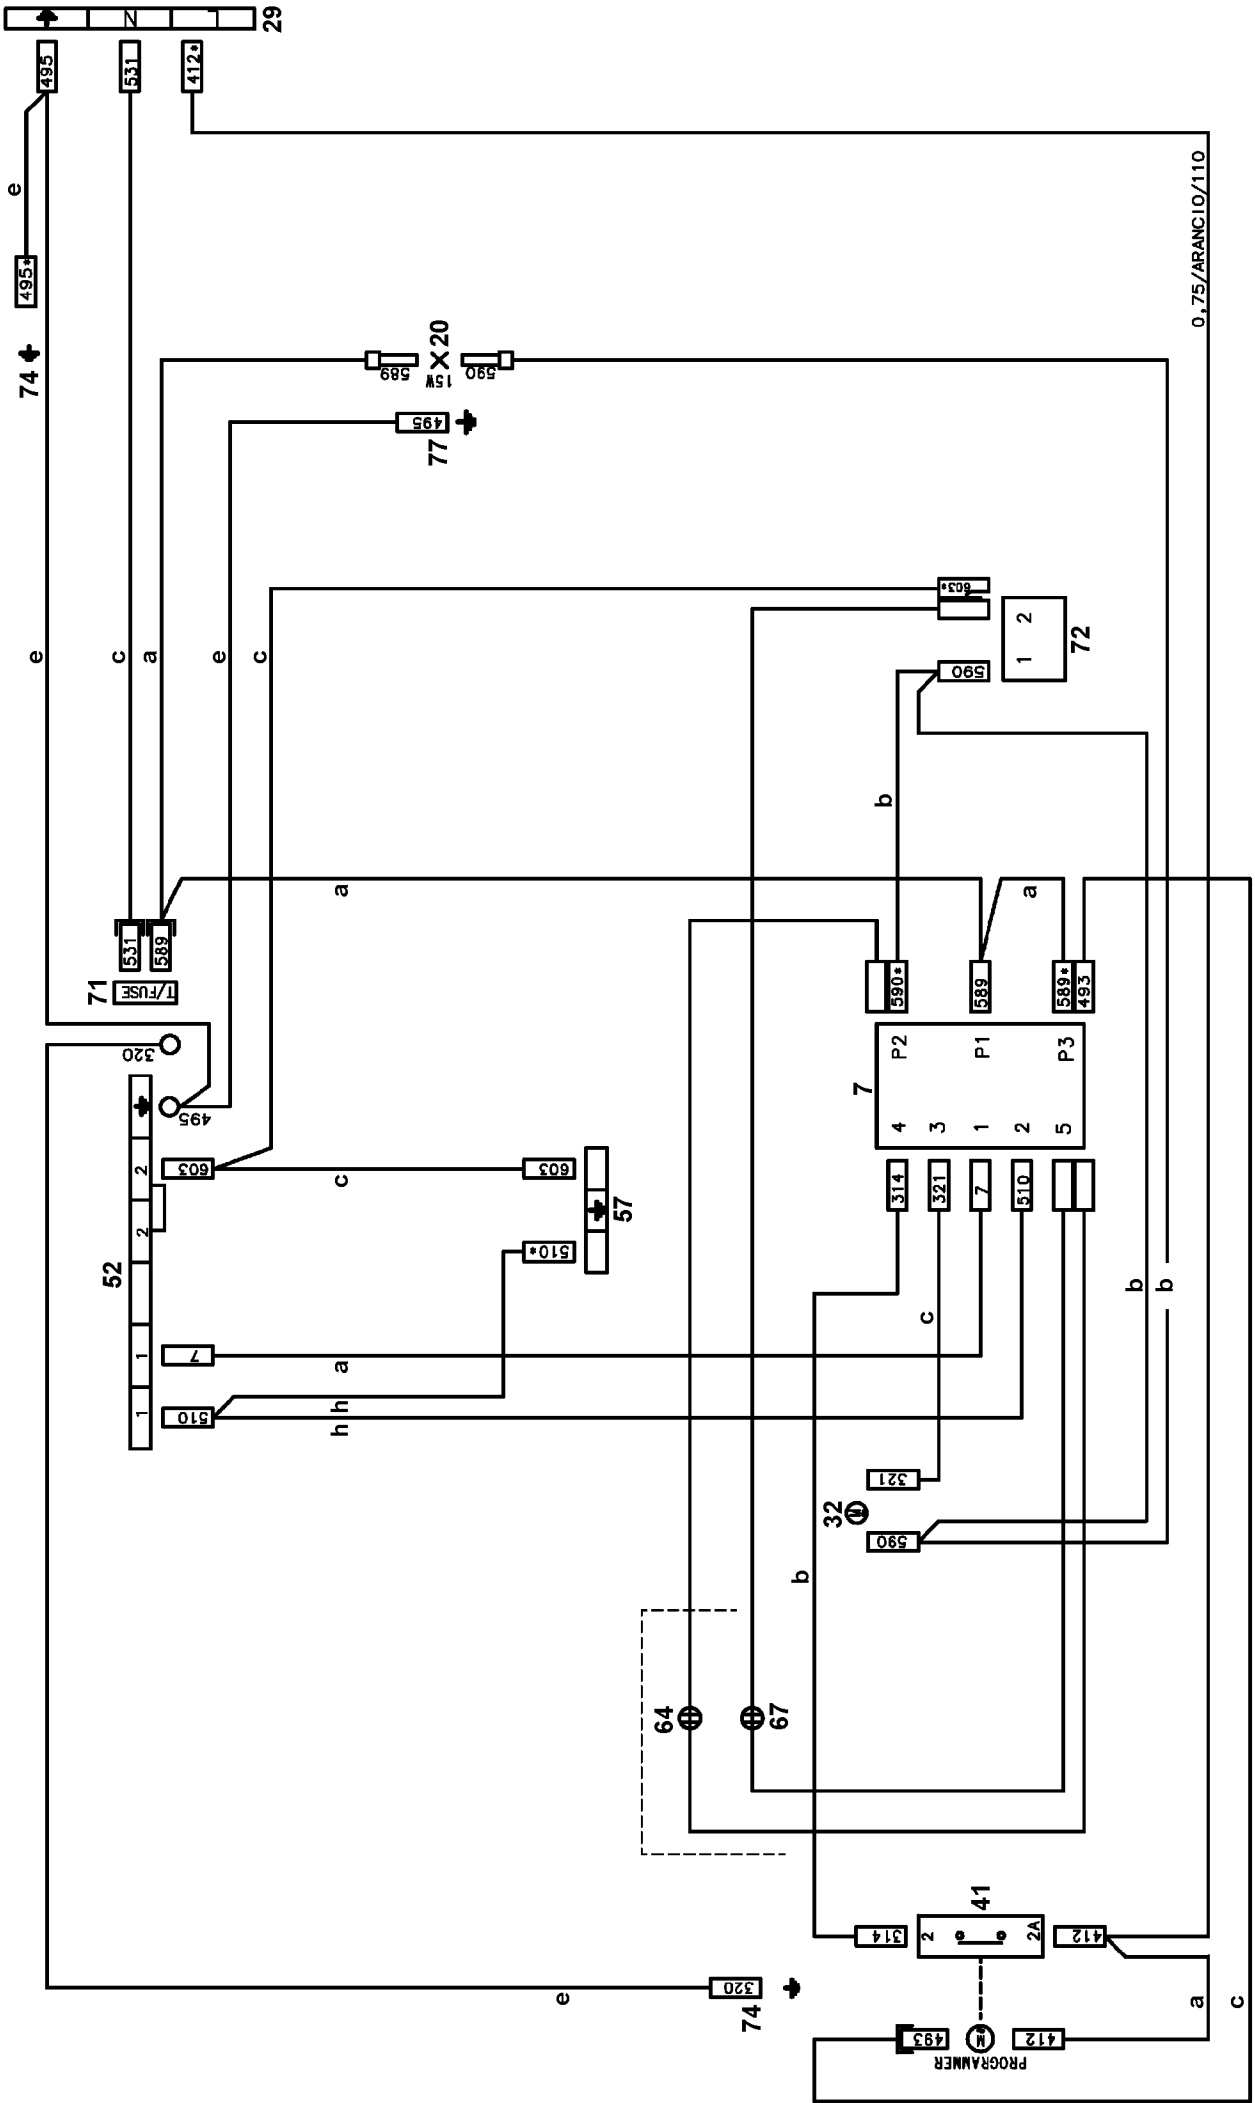 29
N
L
495
531
412*
e
495*
74
0,75/ARANCIO/110
589
X20
15W
590
495
77
e
c
a
e
c
603*
1 2
590
72
b
a
a
531
589
71
T/FUSE
320
495
590*
589
589*
493
7
P2
P1
P3
4
3
1
2
5
52
2
2
1
1
603
7
510
c
603
57
510*
314
321
7
510
a
h
h
c
b
b
321
32
M
590
b
64
67
41
314
2
2A
412
e
320
74
a
c
493
M
412
PROGRAMMER